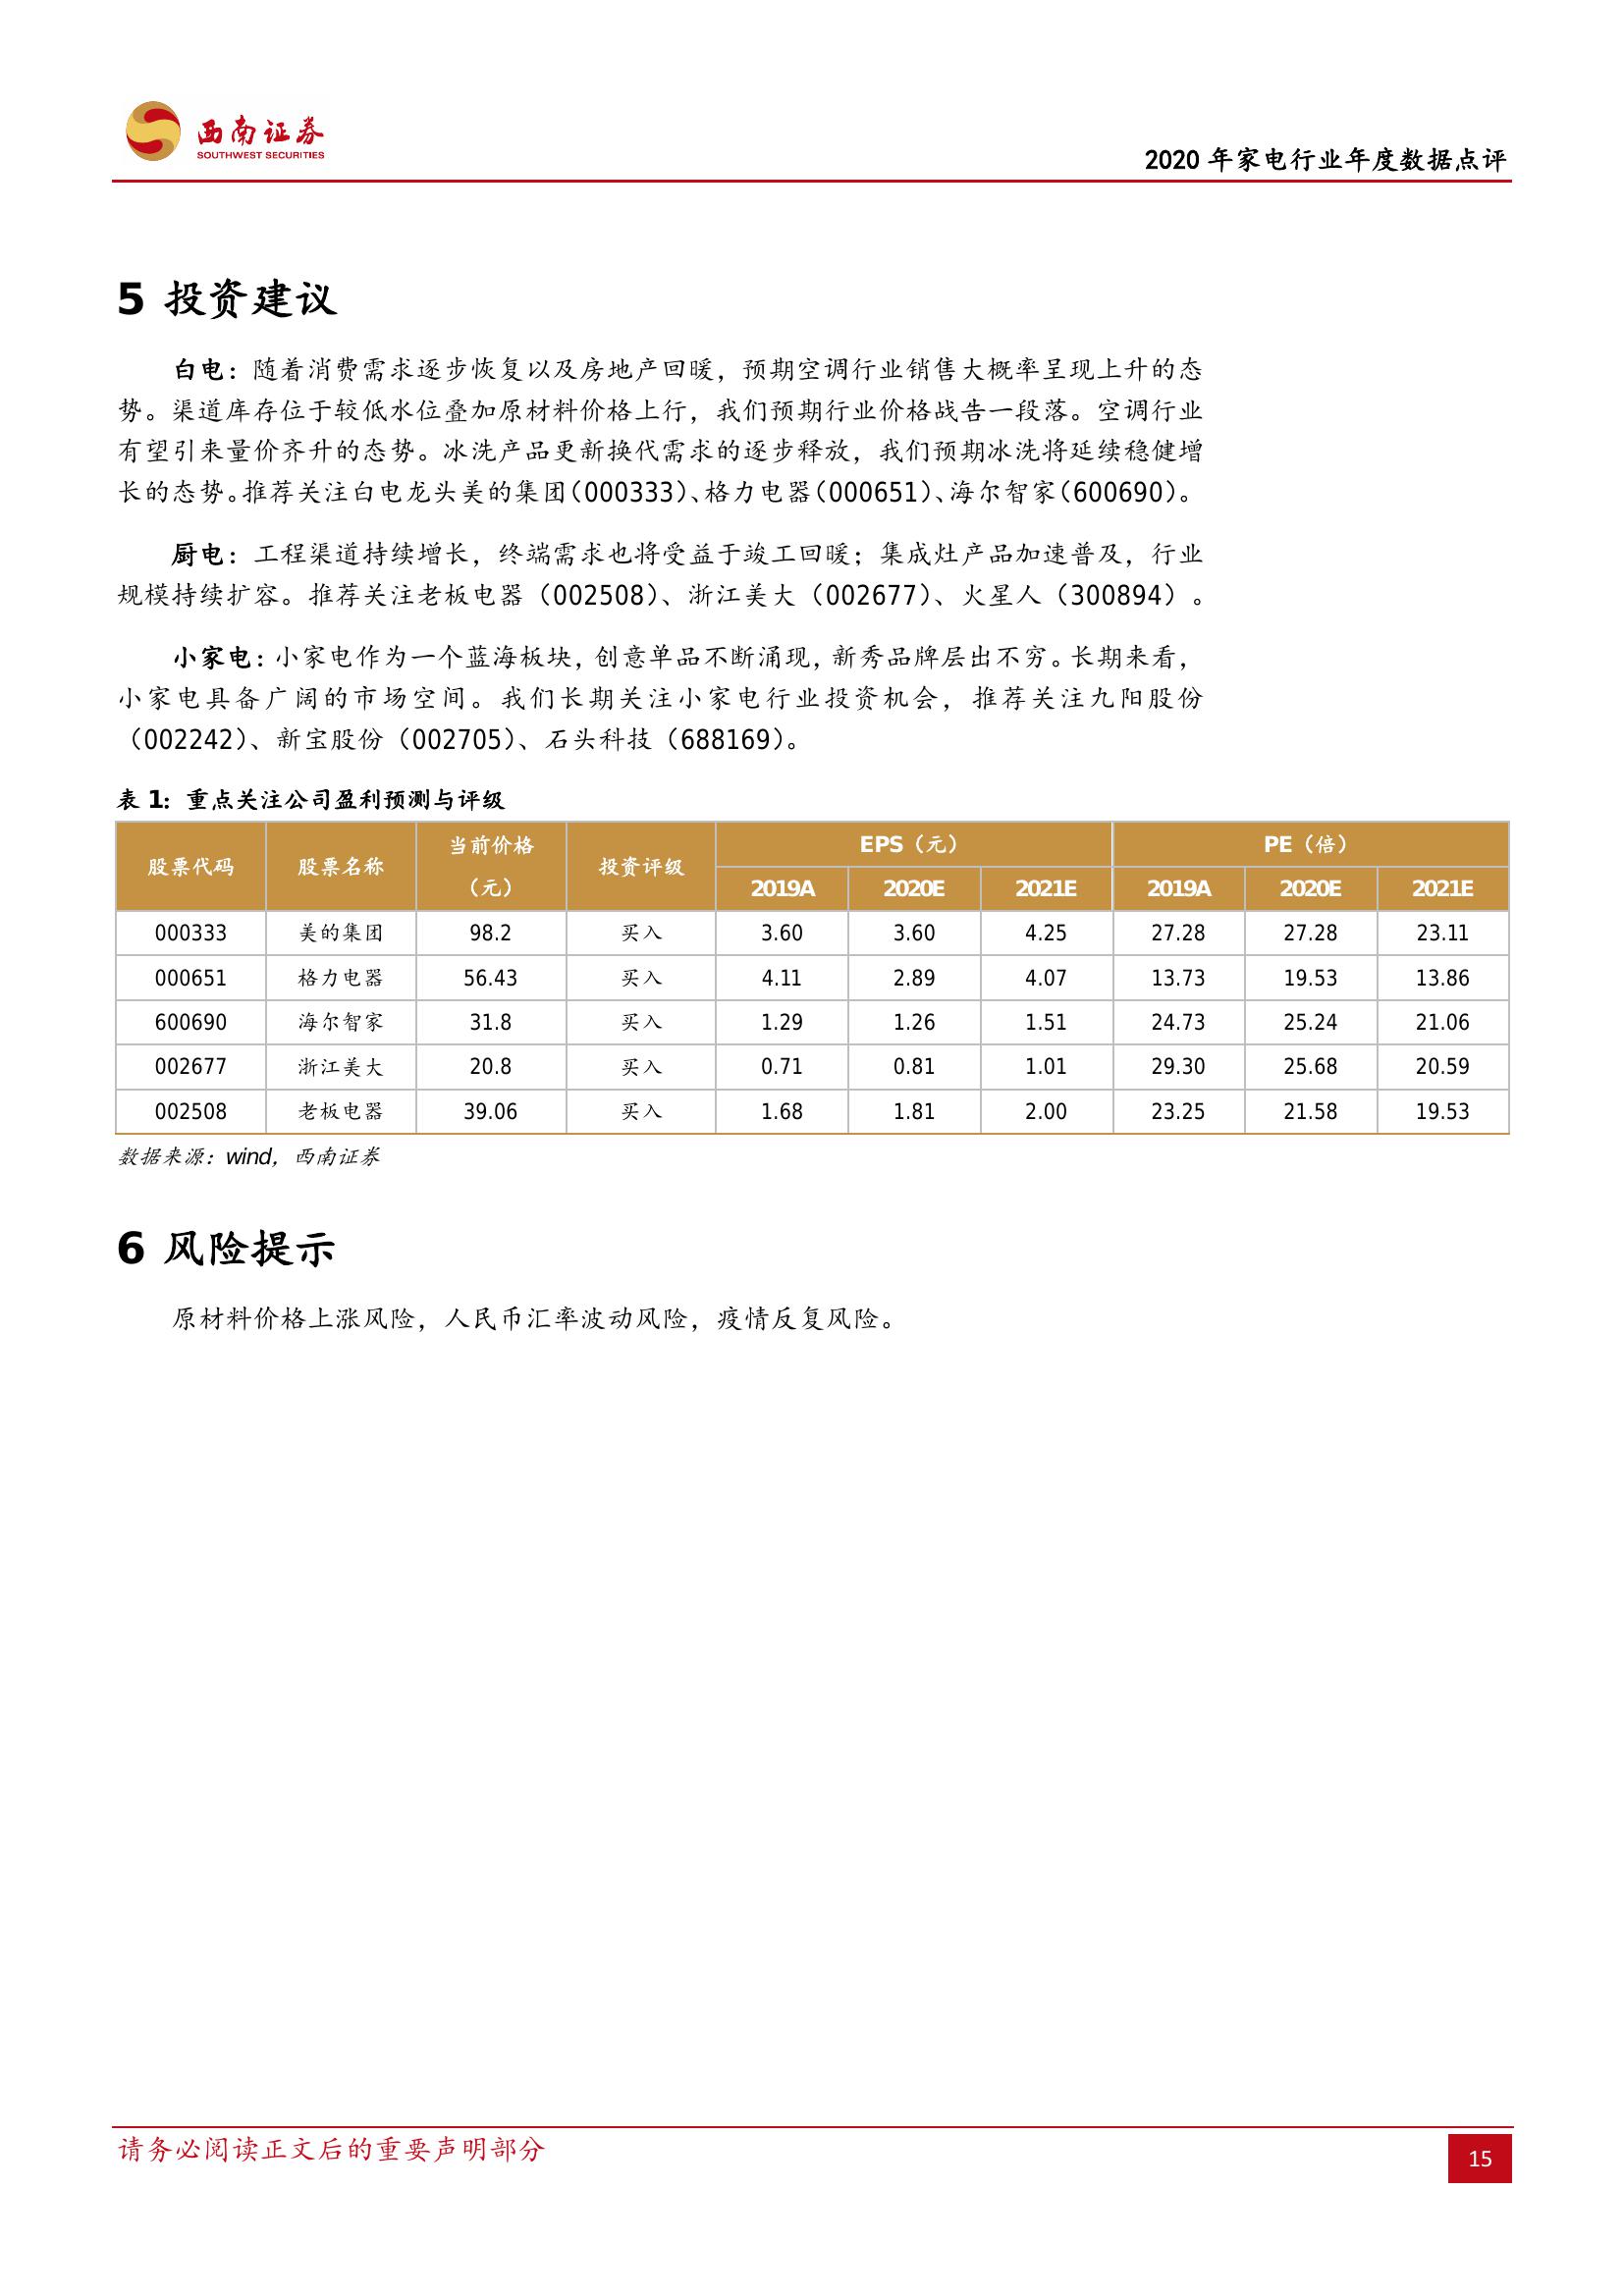 西南证券
SOUTHWEST SECURITIES
2020 年家电行业年度数据点评
5 投资建议
白电：随着消费需求逐步恢复以及房地产回暖，预期空调行业销售大概率呈现上升的态
势。渠道库存位于较低水位叠加原材料价格上行，我们预期行业价格战告一段落。空调行业
有望引来量价齐升的态势。冰洗产品更新换代需求的逐步释放，我们预期冰洗将延续稳健增
长的态势。推荐关注白电龙头美的集团（000333）、格力电器（000651）、海尔智家（600690）。
厨电：工程渠道持续增长，终端需求也将受益于竣工回暖；集成灶产品加速普及，行业
规模持续扩容。推荐关注老板电器（002508）、浙江美大（002677）、火星人（300894）。
小家电：小家电作为一个蓝海板块，创意单品不断涌现，新秀品牌层出不穷。长期来看，
小家电具备广阔的市场空间。我们长期关注小家电行业投资机会，推荐关注九阳股份
（002242）、新宝股份（002705）、石头科技（688169）。
表 1：重点关注公司盈利预测与评级
股票代码 股票名称 当前价格（元） 投资评级 EPS（元） PE（倍）
2019A 2020E 2021E 2019A 2020E 2021E
000333 美的集团 98.2 买入 3.60 3.60 4.25 27.28 27.28 23.11
000651 格力电器 56.43 买入 4.11 2.89 4.07 13.73 19.53 13.86
600690 海尔智家 31.8 买入 1.29 1.26 1.51 24.73 25.24 21.06
002677 浙江美大 20.8 买入 0.71 0.81 1.01 29.30 25.68 20.59
002508 老板电器 39.06 买入 1.68 1.81 2.00 23.25 21.58 19.53
数据来源：wind，西南证券
6 风险提示
原材料价格上涨风险，人民币汇率波动风险，疫情反复风险。
请务必阅读正文后的重要声明部分
15